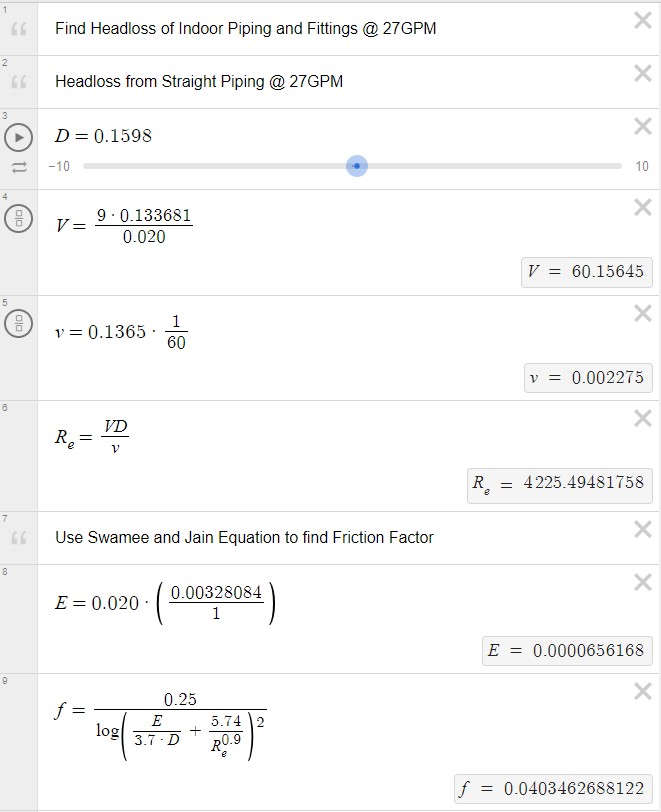 1
Find Headloss of Indoor Piping and Fittings @ 27GPM
2
Headloss from Straight Piping @ 27GPM
3
D = 0.1598
−10
10
4
V = \frac{9 · 0.133681}{0.020}
V = 60.15645
5
ν = 0.1365 · \frac{1}{60}
ν = 0.002275
6
R_e = \frac{VD}{ν}
R_e = 4225.49481758
7
Use Swamee and Jain Equation to find Friction Factor
8
E = 0.020 · \left(\frac{0.00328084}{1}\right)
E = 0.0000656168
9
f = \frac{0.25}{\log\left(\frac{E}{3.7 · D} + \frac{5.74}{R_e^{0.9}}\right)^2}
f = 0.0403462688122